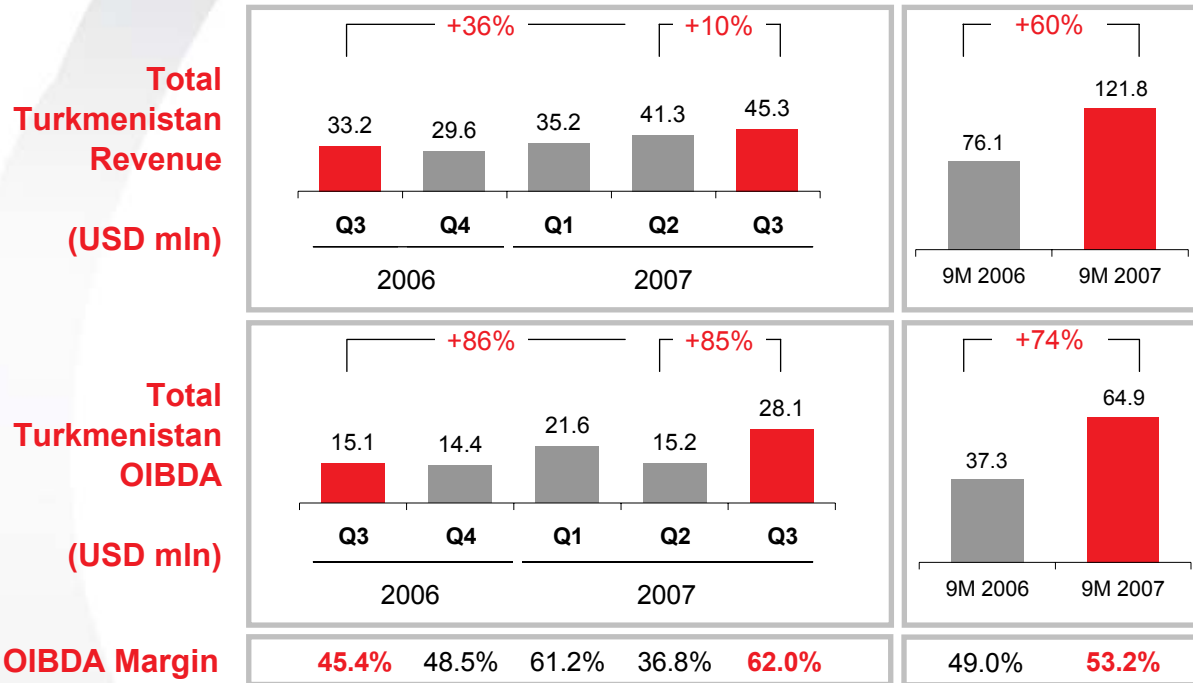 +36%
+10%
+60%
Total
Turkmenistan
Revenue
(USD mln)
33.2
29.6
35.2
41.3
45.3
76.1
121.8
Q3 Q4 Q1 Q2 Q3
2006 2007
9M 2006 9M 2007
+86%
+85%
+74%
Total
Turkmenistan
OIBDA
(USD mln)
15.1
14.4
21.6
15.2
28.1
37.3
64.9
Q3 Q4 Q1 Q2 Q3
2006 2007
9M 2006 9M 2007
OIBDA Margin 45.4% 48.5% 61.2% 36.8% 62.0% 49.0% 53.2%